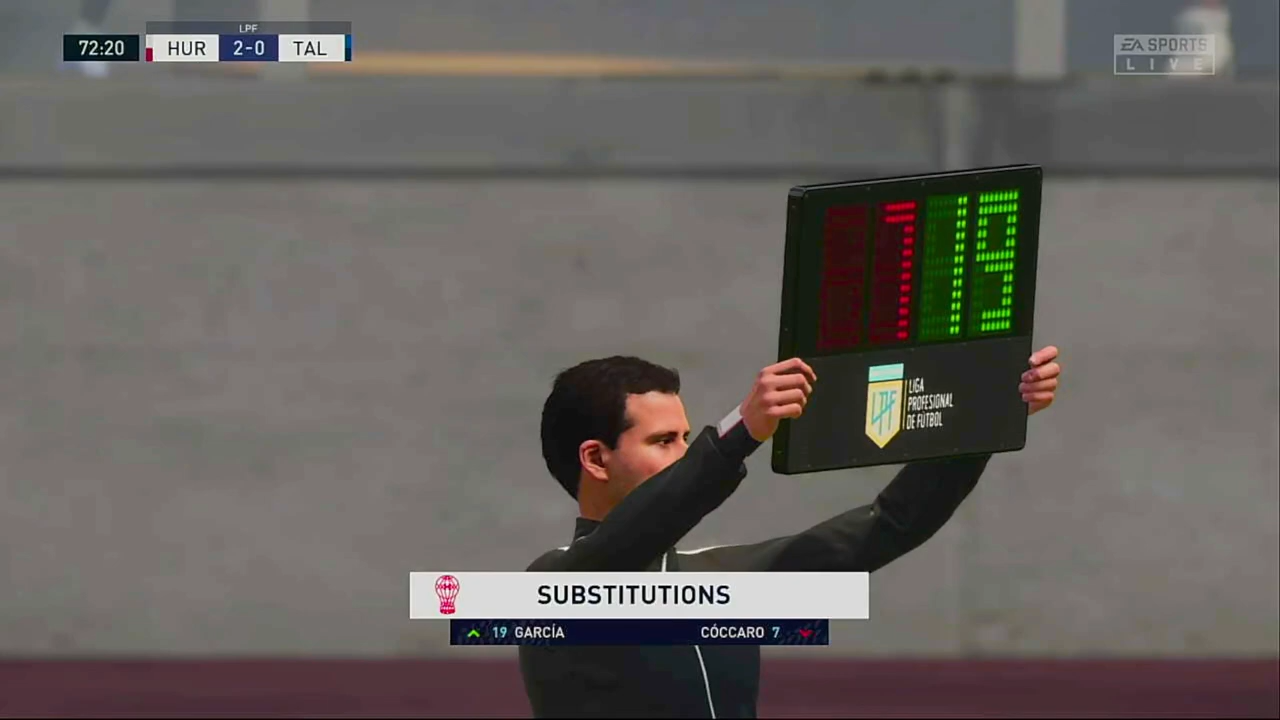 LPF
72:20 HUR 2-0 TAL
EA SPORTS
LIVE
7 19
LPF
LIGA
PROFESIONAL
DE FÚTBOL
SUBSTITUTIONS
19 GARCÍA CÓCCARO 7